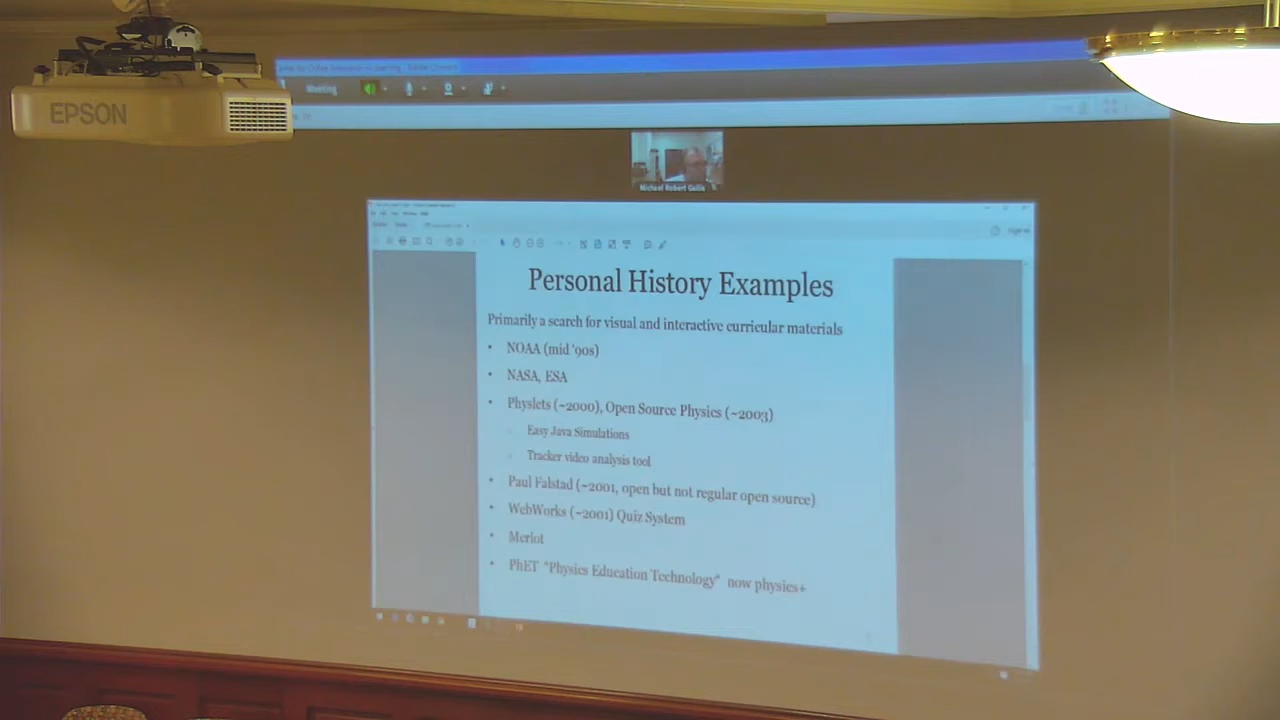 EPSON
Meeting
Michael Robert Gallis
Personal History Examples
Primarily a search for visual and interactive curricular materials
• NOAA (mid '90s)
• NASA, ESA
• Physlets (~2000), Open Source Physics (~2003)
Easy Java Simulations
Tracker video analysis tool
• Paul Falstad (~2001, open but not regular open source)
• WebWorks (~2001) Quiz System
• Merlot
• PhET "Physics Education Technology" now physics+